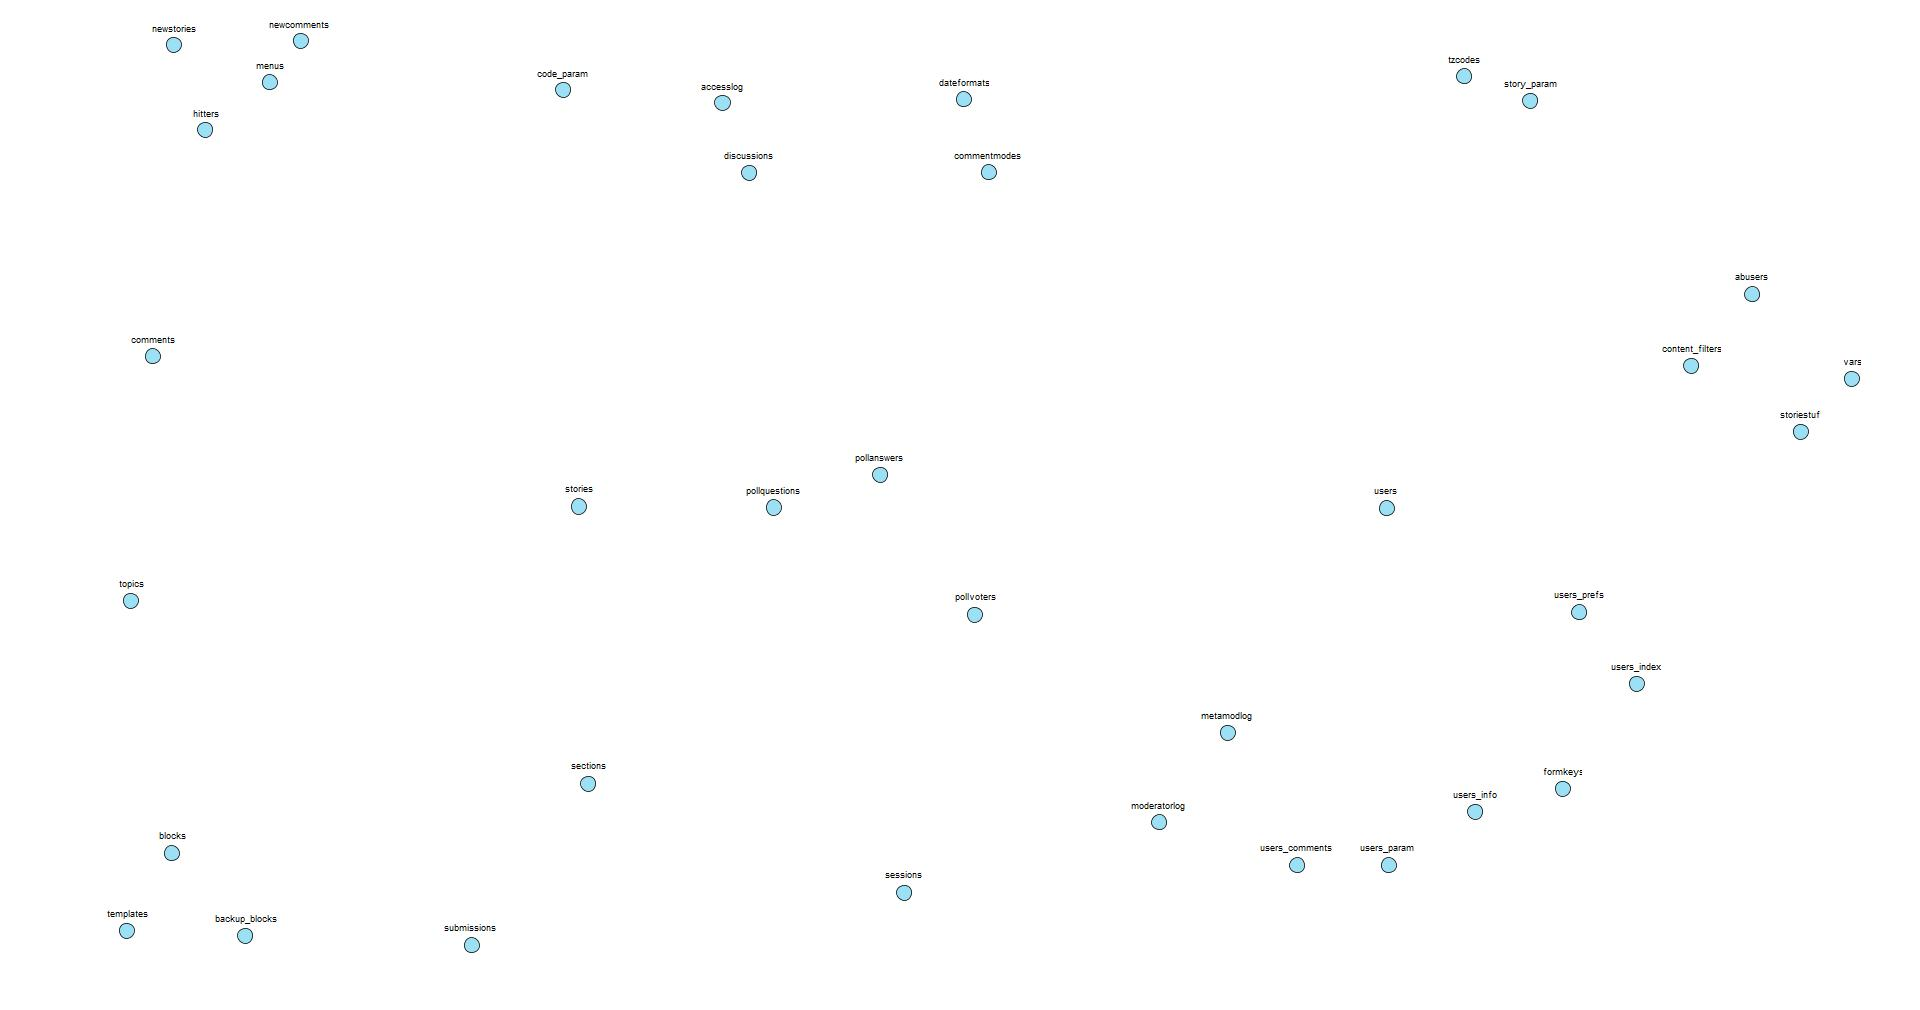 newstories
newcomments
menus
hitters
code_param
accesslog
dateformats
discussions
commentmodes
tzcodes
story_param
abusers
content_filters
vars
storiestuf
comments
stories
pollquestions
pollanswers
users
topics
pollvoters
users_prefs
users_index
metamodlog
sections
formkeys
users_info
moderatorlog
blocks
users_comments
users_param
sessions
templates
backup_blocks
submissions